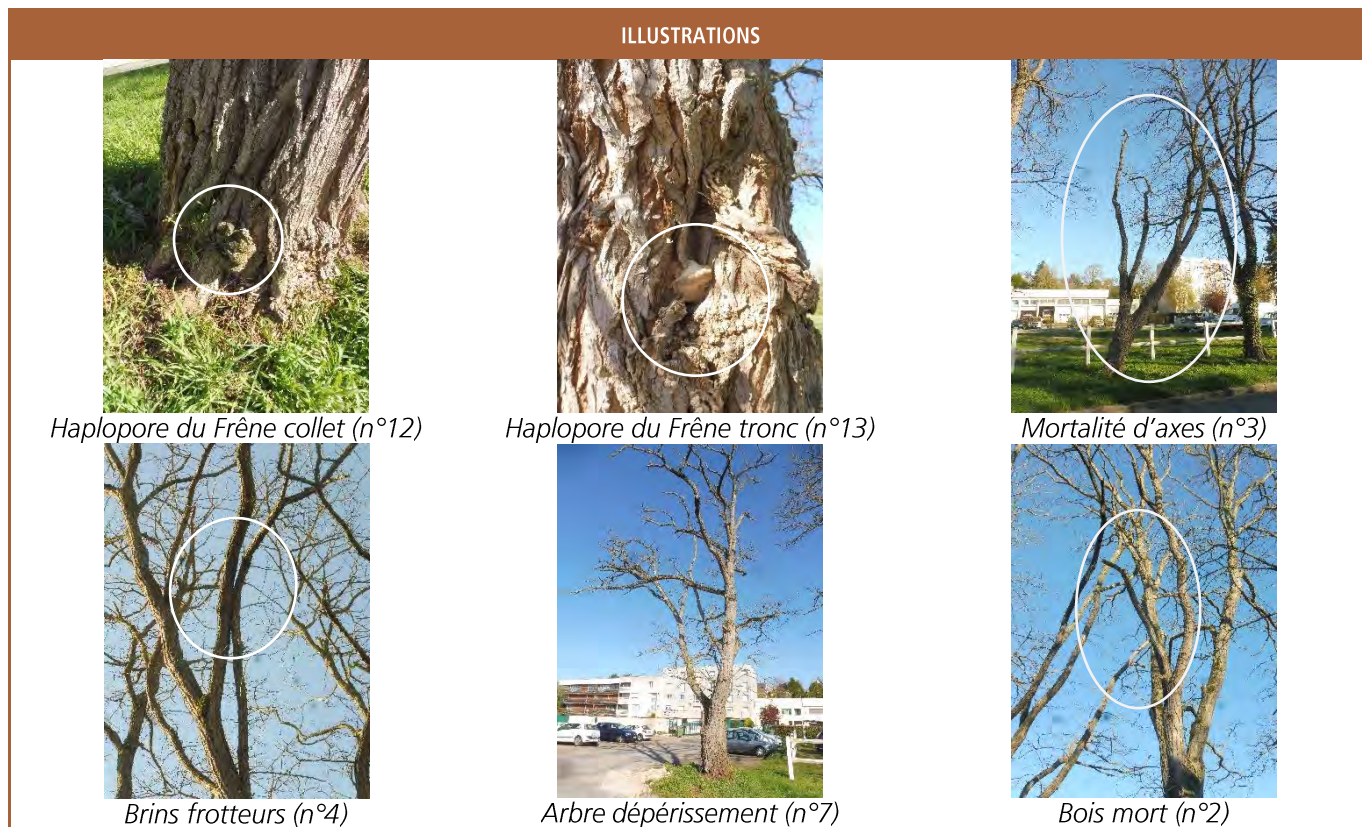 ILLUSTRATIONS
Haplopore du Frêne collet (n°12)
Haplopore du Frêne tronc (n°13)
Mortalité d'axes (n°3)
Brins frotteurs (n°4)
Arbre dépérissement (n°7)
Bois mort (n°2)